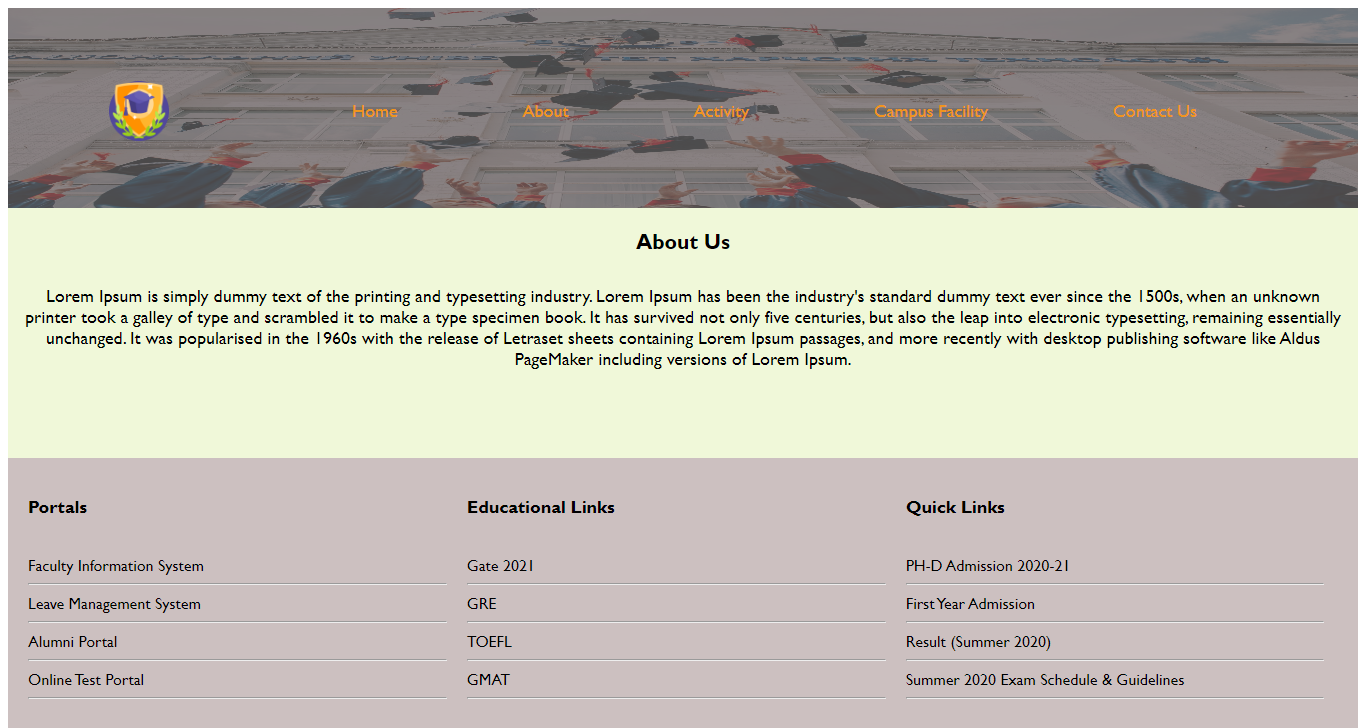 Home About Activity Campus Facility Contact Us
About Us
Lorem Ipsum is simply dummy text of the printing and typesetting industry. Lorem Ipsum has been the industry's standard dummy text ever since the 1500s, when an unknown
printer took a galley of type and scrambled it to make a type specimen book. It has survived not only five centuries, but also the leap into electronic typesetting, remaining essentially
unchanged. It was popularised in the 1960s with the release of Letraset sheets containing Lorem Ipsum passages, and more recently with desktop publishing software like Aldus
PageMaker including versions of Lorem Ipsum.
Portals
Faculty Information System
Leave Management System
Alumni Portal
Online Test Portal
Educational Links
Gate 2021
GRE
TOEFL
GMAT
Quick Links
PH-D Admission 2020-21
First Year Admission
Result (Summer 2020)
Summer 2020 Exam Schedule & Guidelines